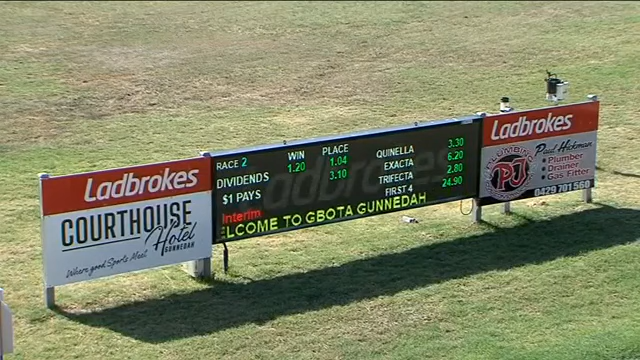 Ladbrokes
COURTHOUSE
Hotel
GUNNEDAH
Where good Sports Meet
RACE 2 WIN PLACE QUINELLA 3.30
DIVIDENDS 1.20 1.04 EXACTA 6.20
$1 PAYS 3.10 TRIFECTA 2.80
Interim FIRST 4 24.90
ELCOME TO GBOTA GUNNEDAH
Ladbrokes
PLUMBING
PJ
Paul Hickman
• Plumber
• Drainer
• Gas Fitter
0429 701 560